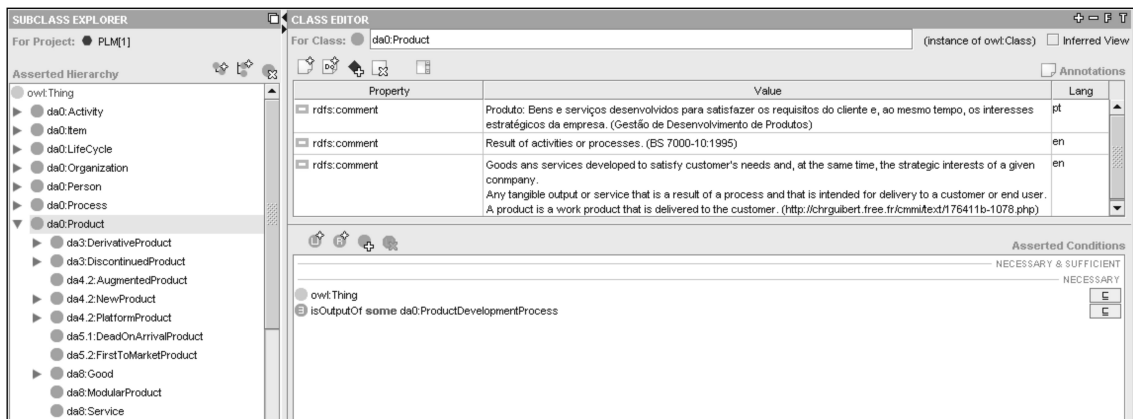 SUBCLASS EXPLORER
For Project: PLM[1]
Asserted Hierarchy
owl:Thing
da0:Activity
da0:Item
da0:LifeCycle
da0:Organization
da0:Person
da0:Process
da0:Product
da3:DerivativeProduct
da3:DiscontinuedProduct
da4.2:AugmentedProduct
da4.2:NewProduct
da4.2:PlatformProduct
da5.1:DeadOnArrivalProduct
da5.2:FirstToMarketProduct
da8:Good
da8:ModularProduct
da8:Service
CLASS EDITOR
For Class: da0:Product (instance of owl:Class) Inferred View
Annotations
Property Value Lang
rdfs:comment Produto: Bens e serviços desenvolvidos para satisfazer os requisitos do cliente e, ao mesmo tempo, os interesses pt
estratégicos da empresa. (Gestão de Desenvolvimento de Produtos)
rdfs:comment Result of activities or processes. (BS 7000-10:1995) en
rdfs:comment Goods ans services developed to satisfy customer's needs and, at the same time, the strategic interests of a given en
conmpany.
Any tangible output or service that is a result of a process and that is intended for delivery to a customer or end user.
A product is a work product that is delivered to the customer. (http://chrguibert.free.fr/cmmi/text/176411b-1078.php)
Asserted Conditions
NECESSARY & SUFFICIENT
NECESSARY
owl:Thing ⊑
isOutputOf some da0:ProductDevelopmentProcess ⊑